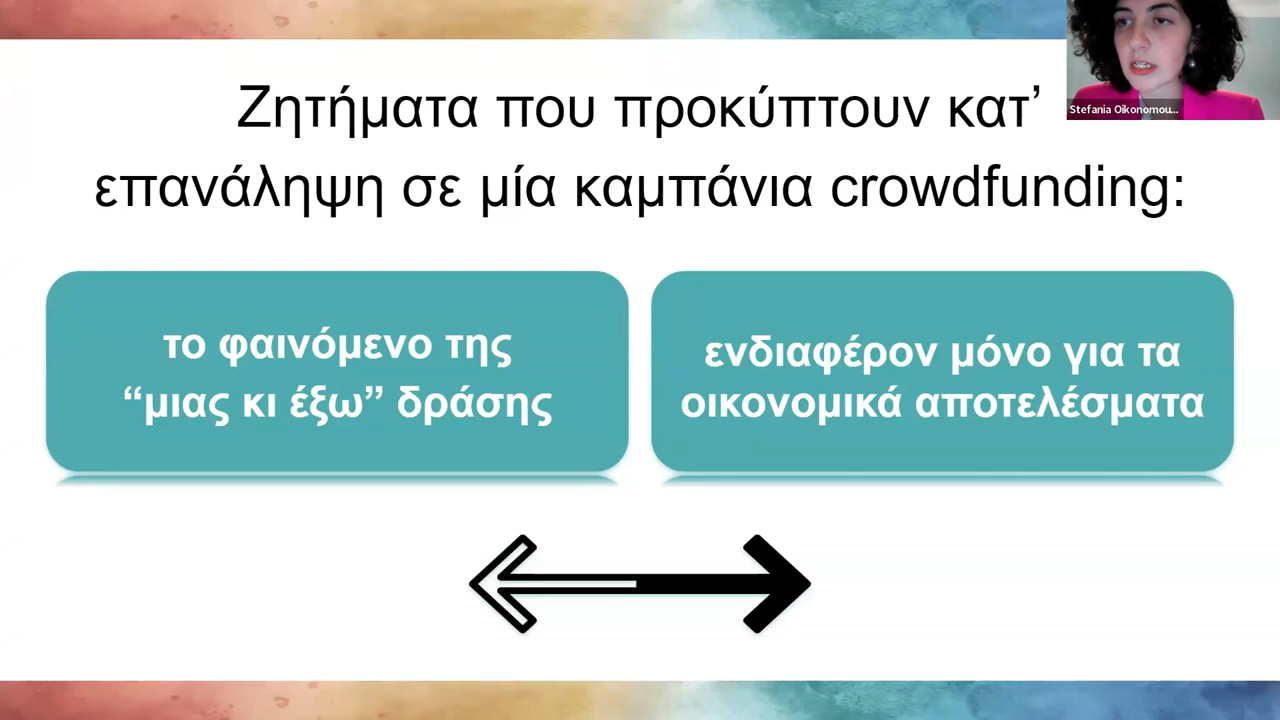 Ζητήματα που προκύπτουν κατ’
επανάληψη σε μία καμπάνια crowdfunding:
το φαινόμενο της
“μιας κι έξω” δράσης
ενδιαφέρον μόνο για τα
οικονομικά αποτελέσματα
Stefania Oikonomou...